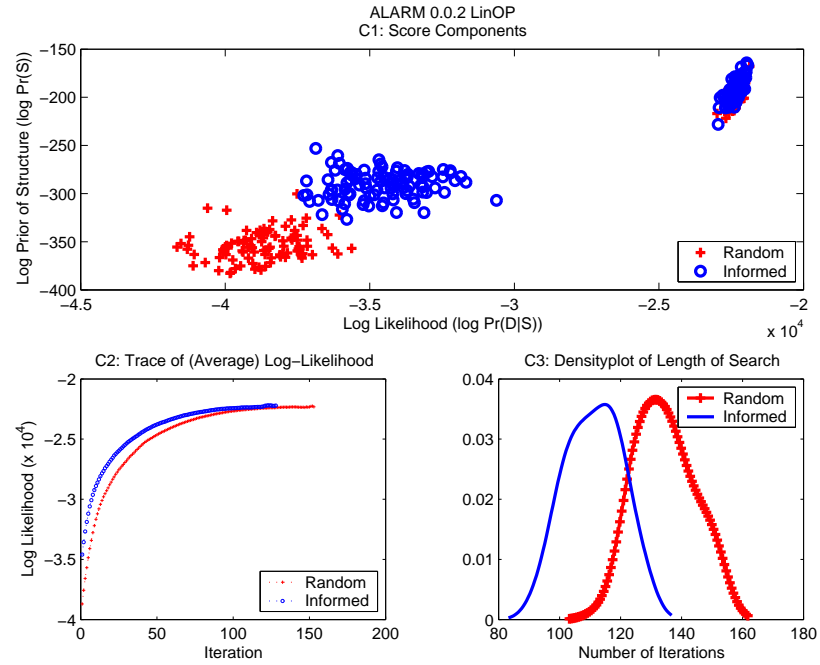 ALARM 0.0.2 LinOP
C1: Score Components
Log Prior of Structure (log Pr(S))
−150
−200
−250
−300
−350
−400
−4.5
−4
−3.5
−3
−2.5
−2
x 10^4
Log Likelihood (log Pr(D|S))
Random
Informed
C2: Trace of (Average) Log−Likelihood
Log Likelihood (x 10^4)
−2
−2.5
−3
−3.5
−4
0
50
100
150
200
Iteration
Random
Informed
C3: Densityplot of Length of Search
0.04
0.03
0.02
0.01
0
80
100
120
140
160
180
Number of Iterations
Random
Informed